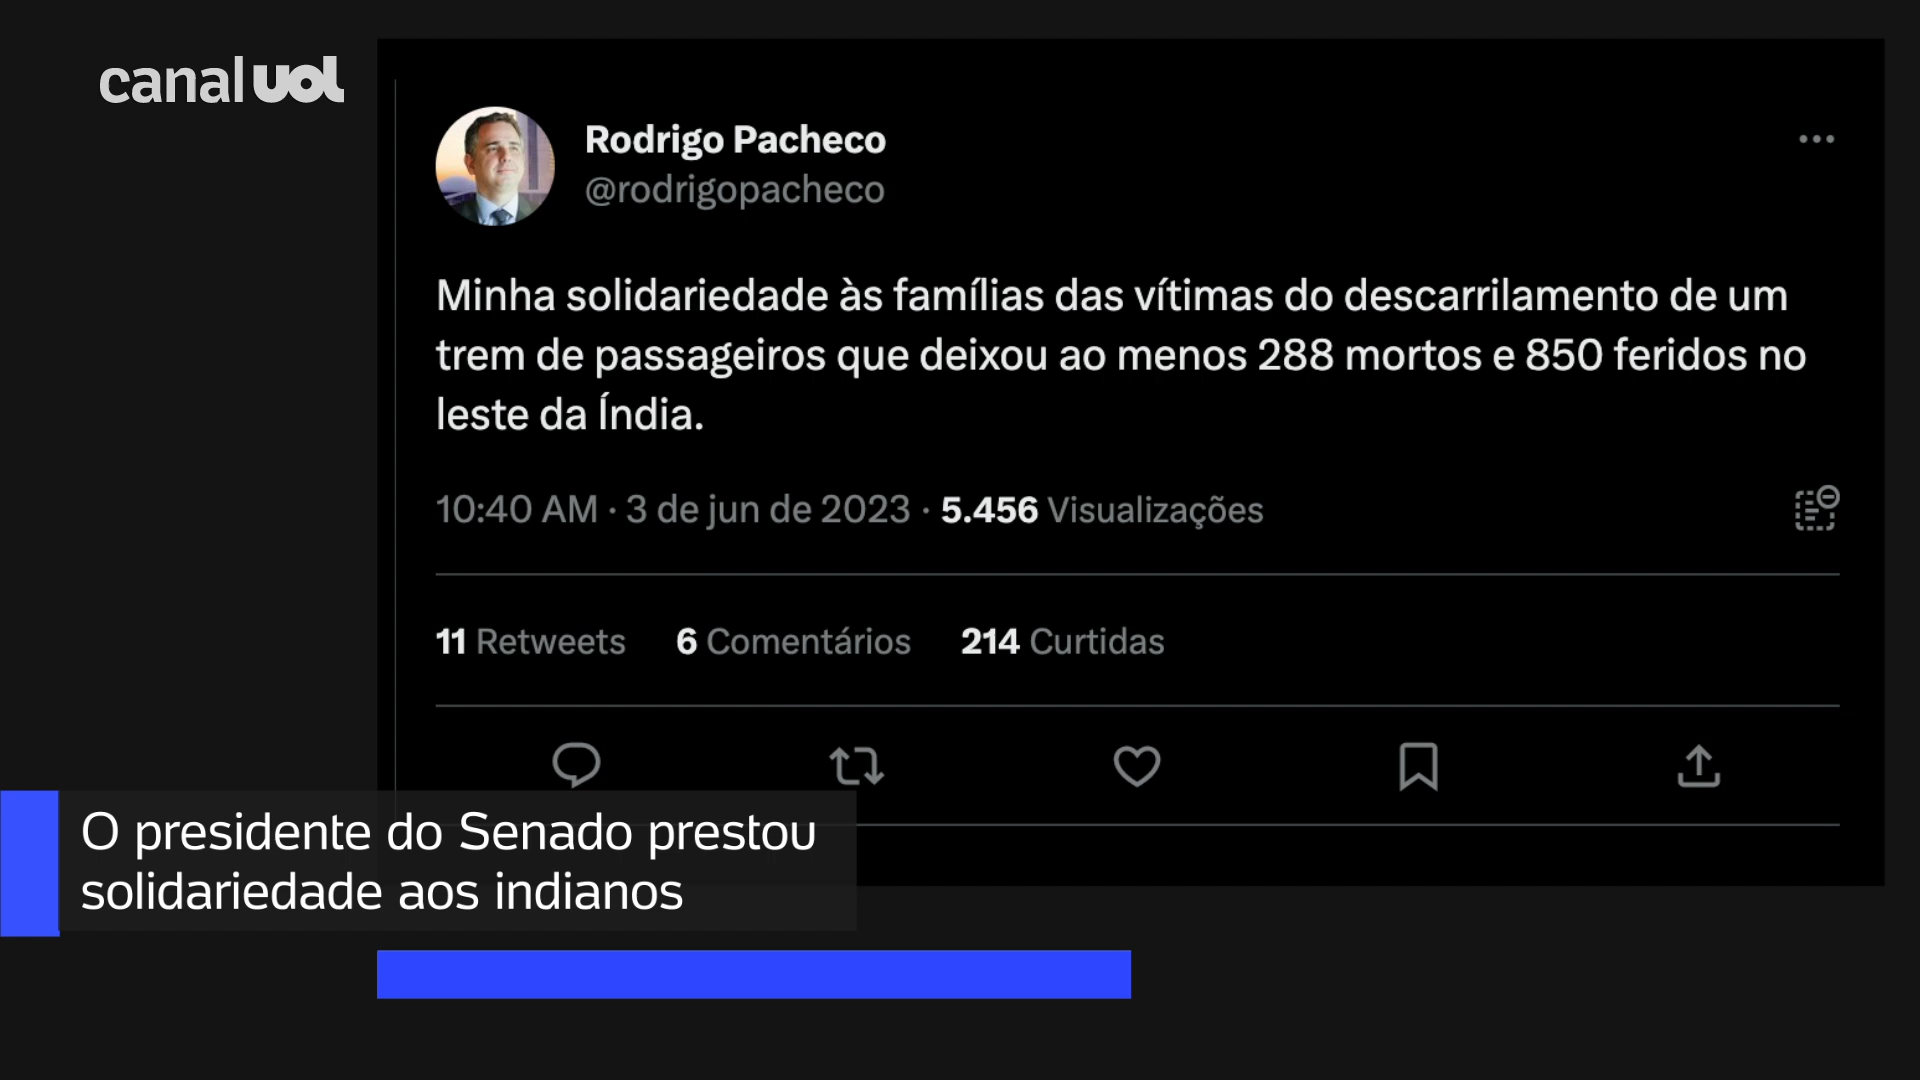 canal uol
Rodrigo Pacheco
@rodrigopacheco
Minha solidariedade às famílias das vítimas do descarrilamento de um
trem de passageiros que deixou ao menos 288 mortos e 850 feridos no
leste da Índia.
10:40 AM · 3 de jun de 2023 · 5.456 Visualizações
11 Retweets 6 Comentários 214 Curtidas
O presidente do Senado prestou
solidariedade aos indianos